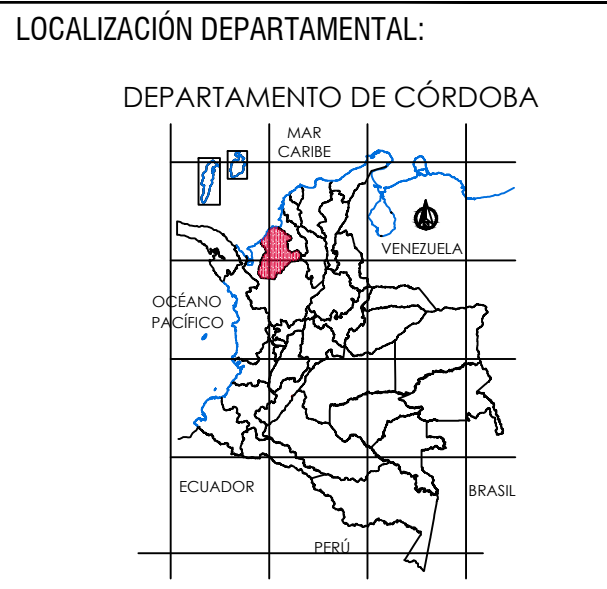 LOCALIZACIÓN DEPARTAMENTAL:
DEPARTAMENTO DE CÓRDOBA
MAR
CARIBE
VENEZUELA
OCÉANO
PACÍFICO
ECUADOR
BRASIL
PERÚ